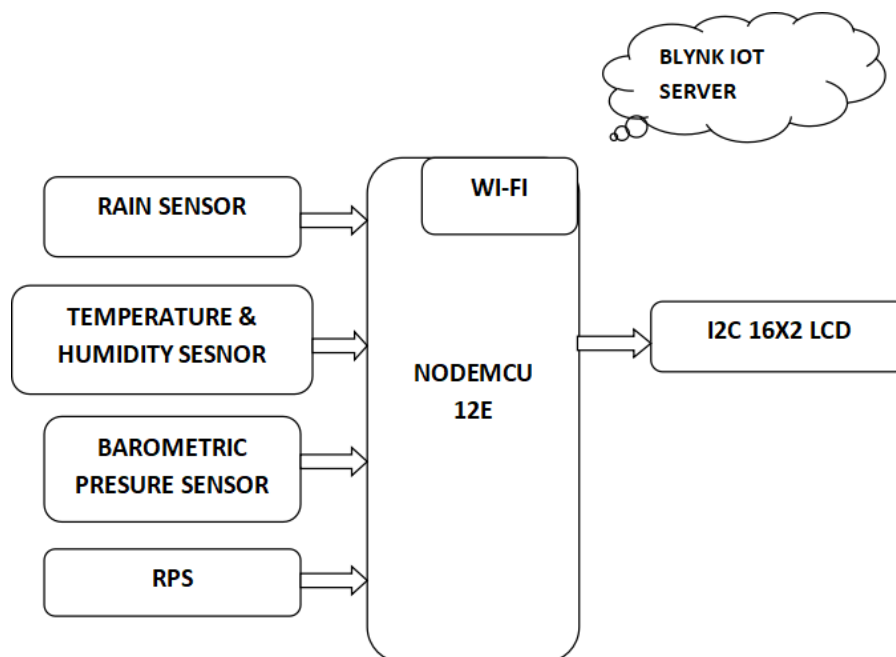 BLYNK IOT
SERVER
WI-FI
RAIN SENSOR
TEMPERATURE &
HUMIDITY SESNOR
I2C 16X2 LCD
NODEMCU
12E
BAROMETRIC
PRESURE SENSOR
RPS